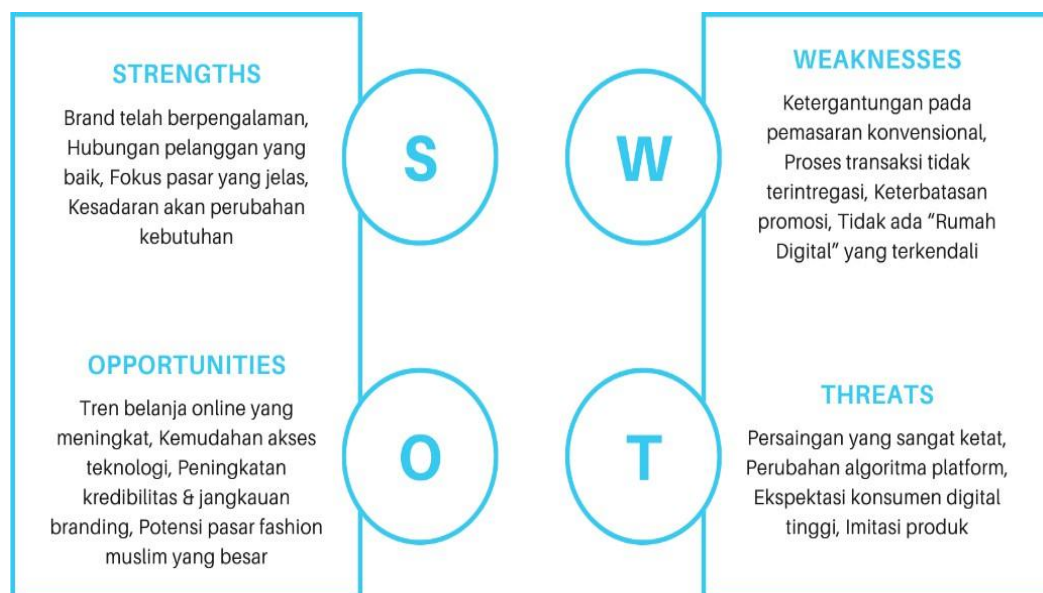 STRENGTHS
Brand telah berpengalaman,
Hubungan pelanggan yang
baik, Fokus pasar yang jelas,
Kesadaran akan perubahan
kebutuhan
S
W
WEAKNESSES
Ketergantungan pada
pemasaran konvensional,
Proses transaksi tidak
terintregasi, Keterbatasan
promosi, Tidak ada “Rumah
Digital” yang terkendali
OPPORTUNITIES
Tren belanja online yang
meningkat, Kemudahan akses
teknologi, Peningkatan
kredibilitas & jangkauan
branding, Potensi pasar fashion
muslim yang besar
O
T
THREATS
Persaingan yang sangat ketat,
Perubahan algoritma platform,
Ekspektasi konsumen digital
tinggi, Imitasi produk